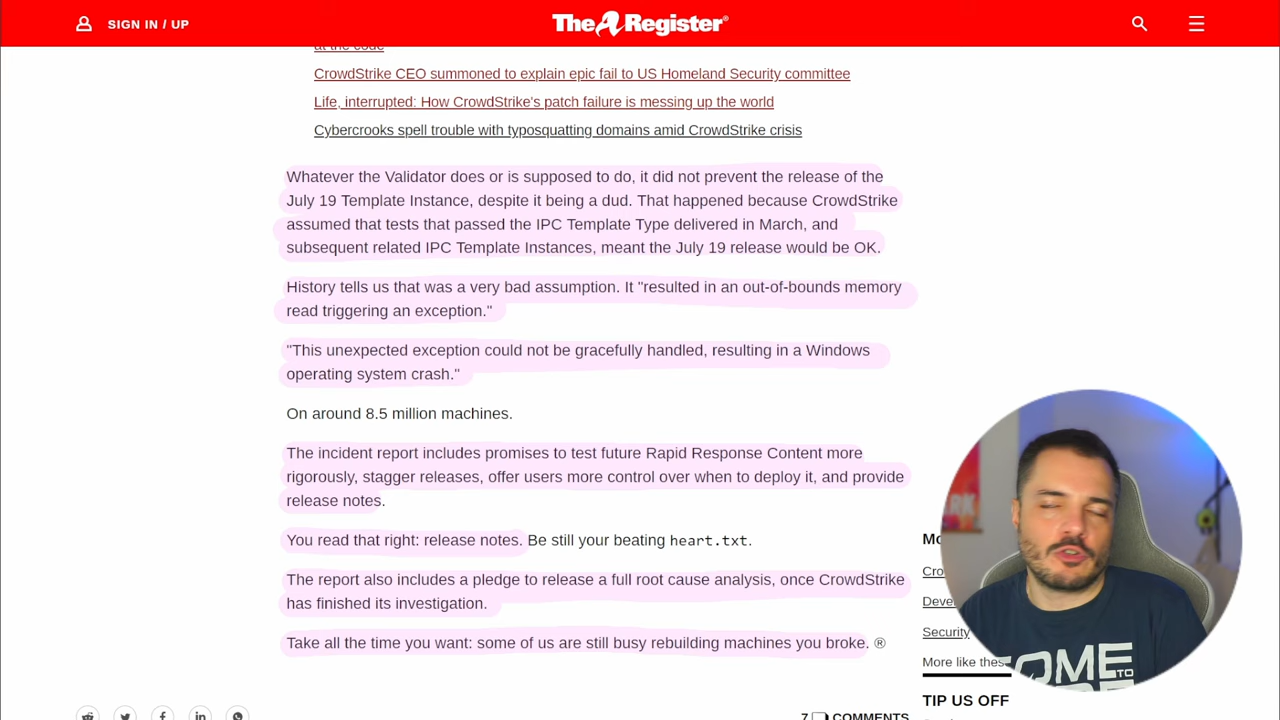 SIGN IN / UP
The Register®
at the code
CrowdStrike CEO summoned to explain epic fail to US Homeland Security committee
Life, interrupted: How CrowdStrike's patch failure is messing up the world
Cybercrooks spell trouble with typosquatting domains amid CrowdStrike crisis
Whatever the Validator does or is supposed to do, it did not prevent the release of the
July 19 Template Instance, despite it being a dud. That happened because CrowdStrike
assumed that tests that passed the IPC Template Type delivered in March, and
subsequent related IPC Template Instances, meant the July 19 release would be OK.
History tells us that was a very bad assumption. It "resulted in an out-of-bounds memory
read triggering an exception."
"This unexpected exception could not be gracefully handled, resulting in a Windows
operating system crash."
On around 8.5 million machines.
The incident report includes promises to test future Rapid Response Content more
rigorously, stagger releases, offer users more control over when to deploy it, and provide
release notes.
You read that right: release notes. Be still your beating heart.txt.
The report also includes a pledge to release a full root cause analysis, once CrowdStrike
has finished its investigation.
Take all the time you want: some of us are still busy rebuilding machines you broke. ®
7 COMMENTS
Security
More like thes
TIP US OFF
TO